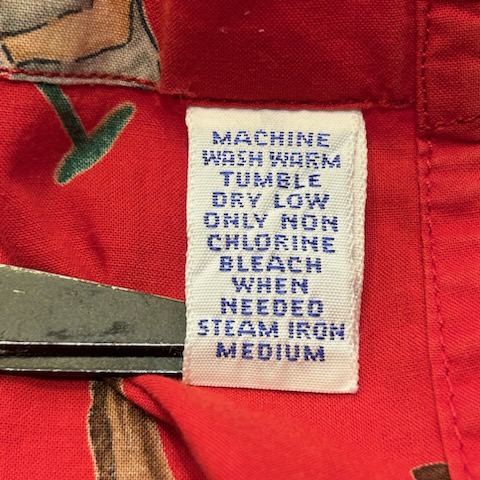 MACHINE
WASH WARM
TUMBLE
DRY LOW
ONLY NON
CHLORINE
BLEACH
WHEN
NEEDED
STEAM IRON
MEDIUM